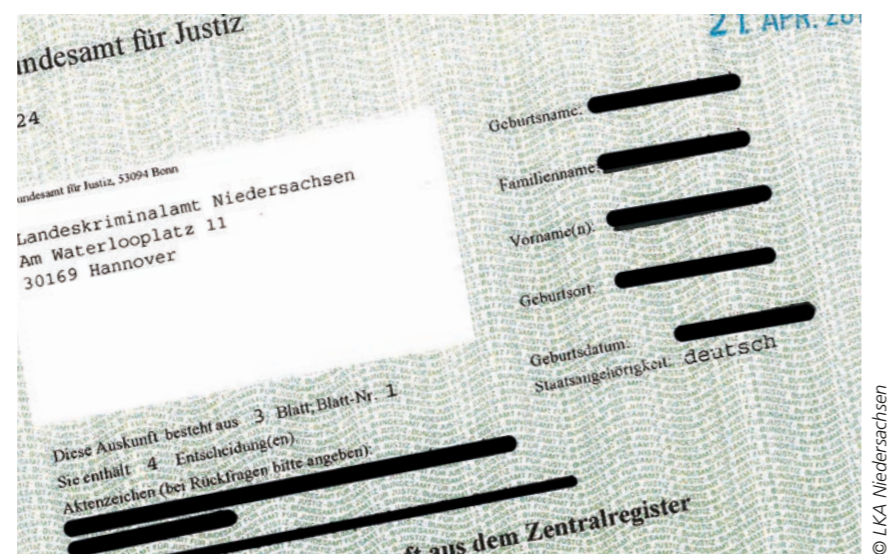 undesamt für Justiz
21. APR. 20
24
undesamt für Justiz, 53094 Bonn
Landeskriminalamt Niedersachsen
Am Waterlooplatz 11
30169 Hannover
Geburtsname:
Familienname:
Vorname(n):
Geburtsort:
Geburtsdatum:
Staatsangehörigkeit: deutsch
Diese Auskunft besteht aus 3 Blatt; Blatt-Nr. 1
Sie enthält 4 Entscheidung(en)
Aktenzeichen (bei Rückfragen bitte angeben):
ft aus dem Zentralregister
© LKA Niedersachsen